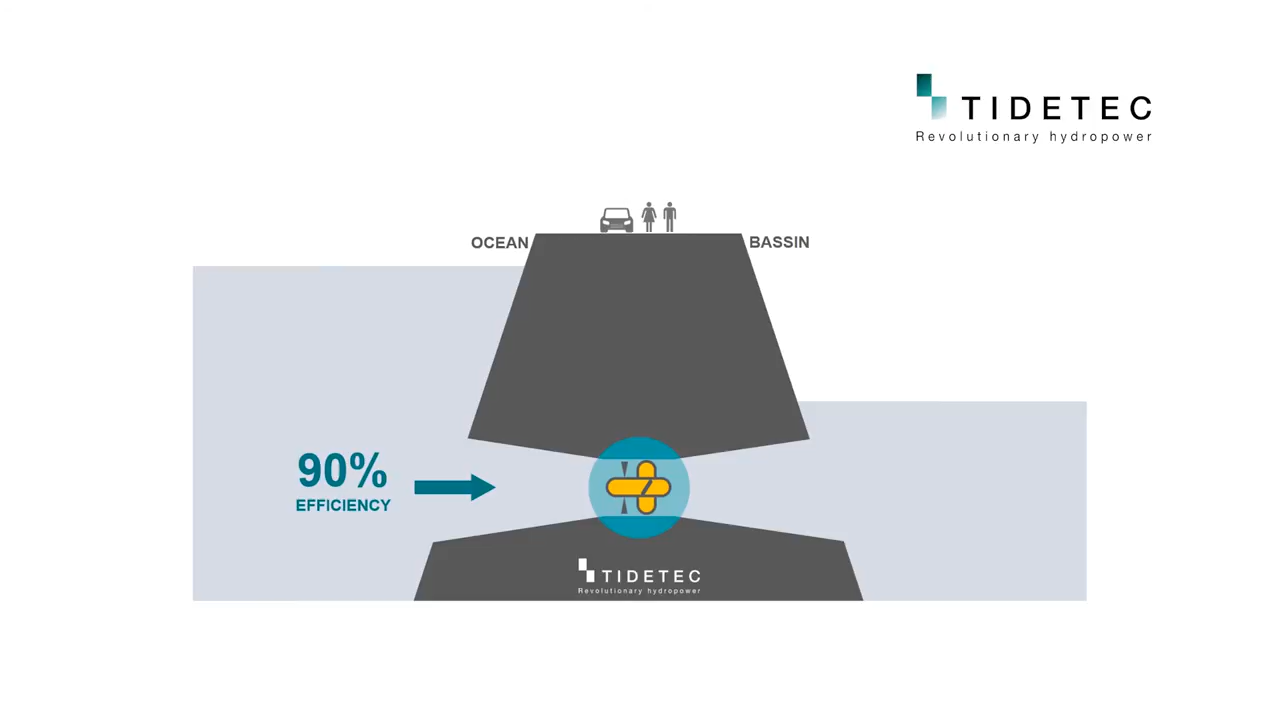 TIDETEC
Revolutionary hydropower
OCEAN
BASSIN
90%
EFFICIENCY
TIDETEC
Revolutionary hydropower